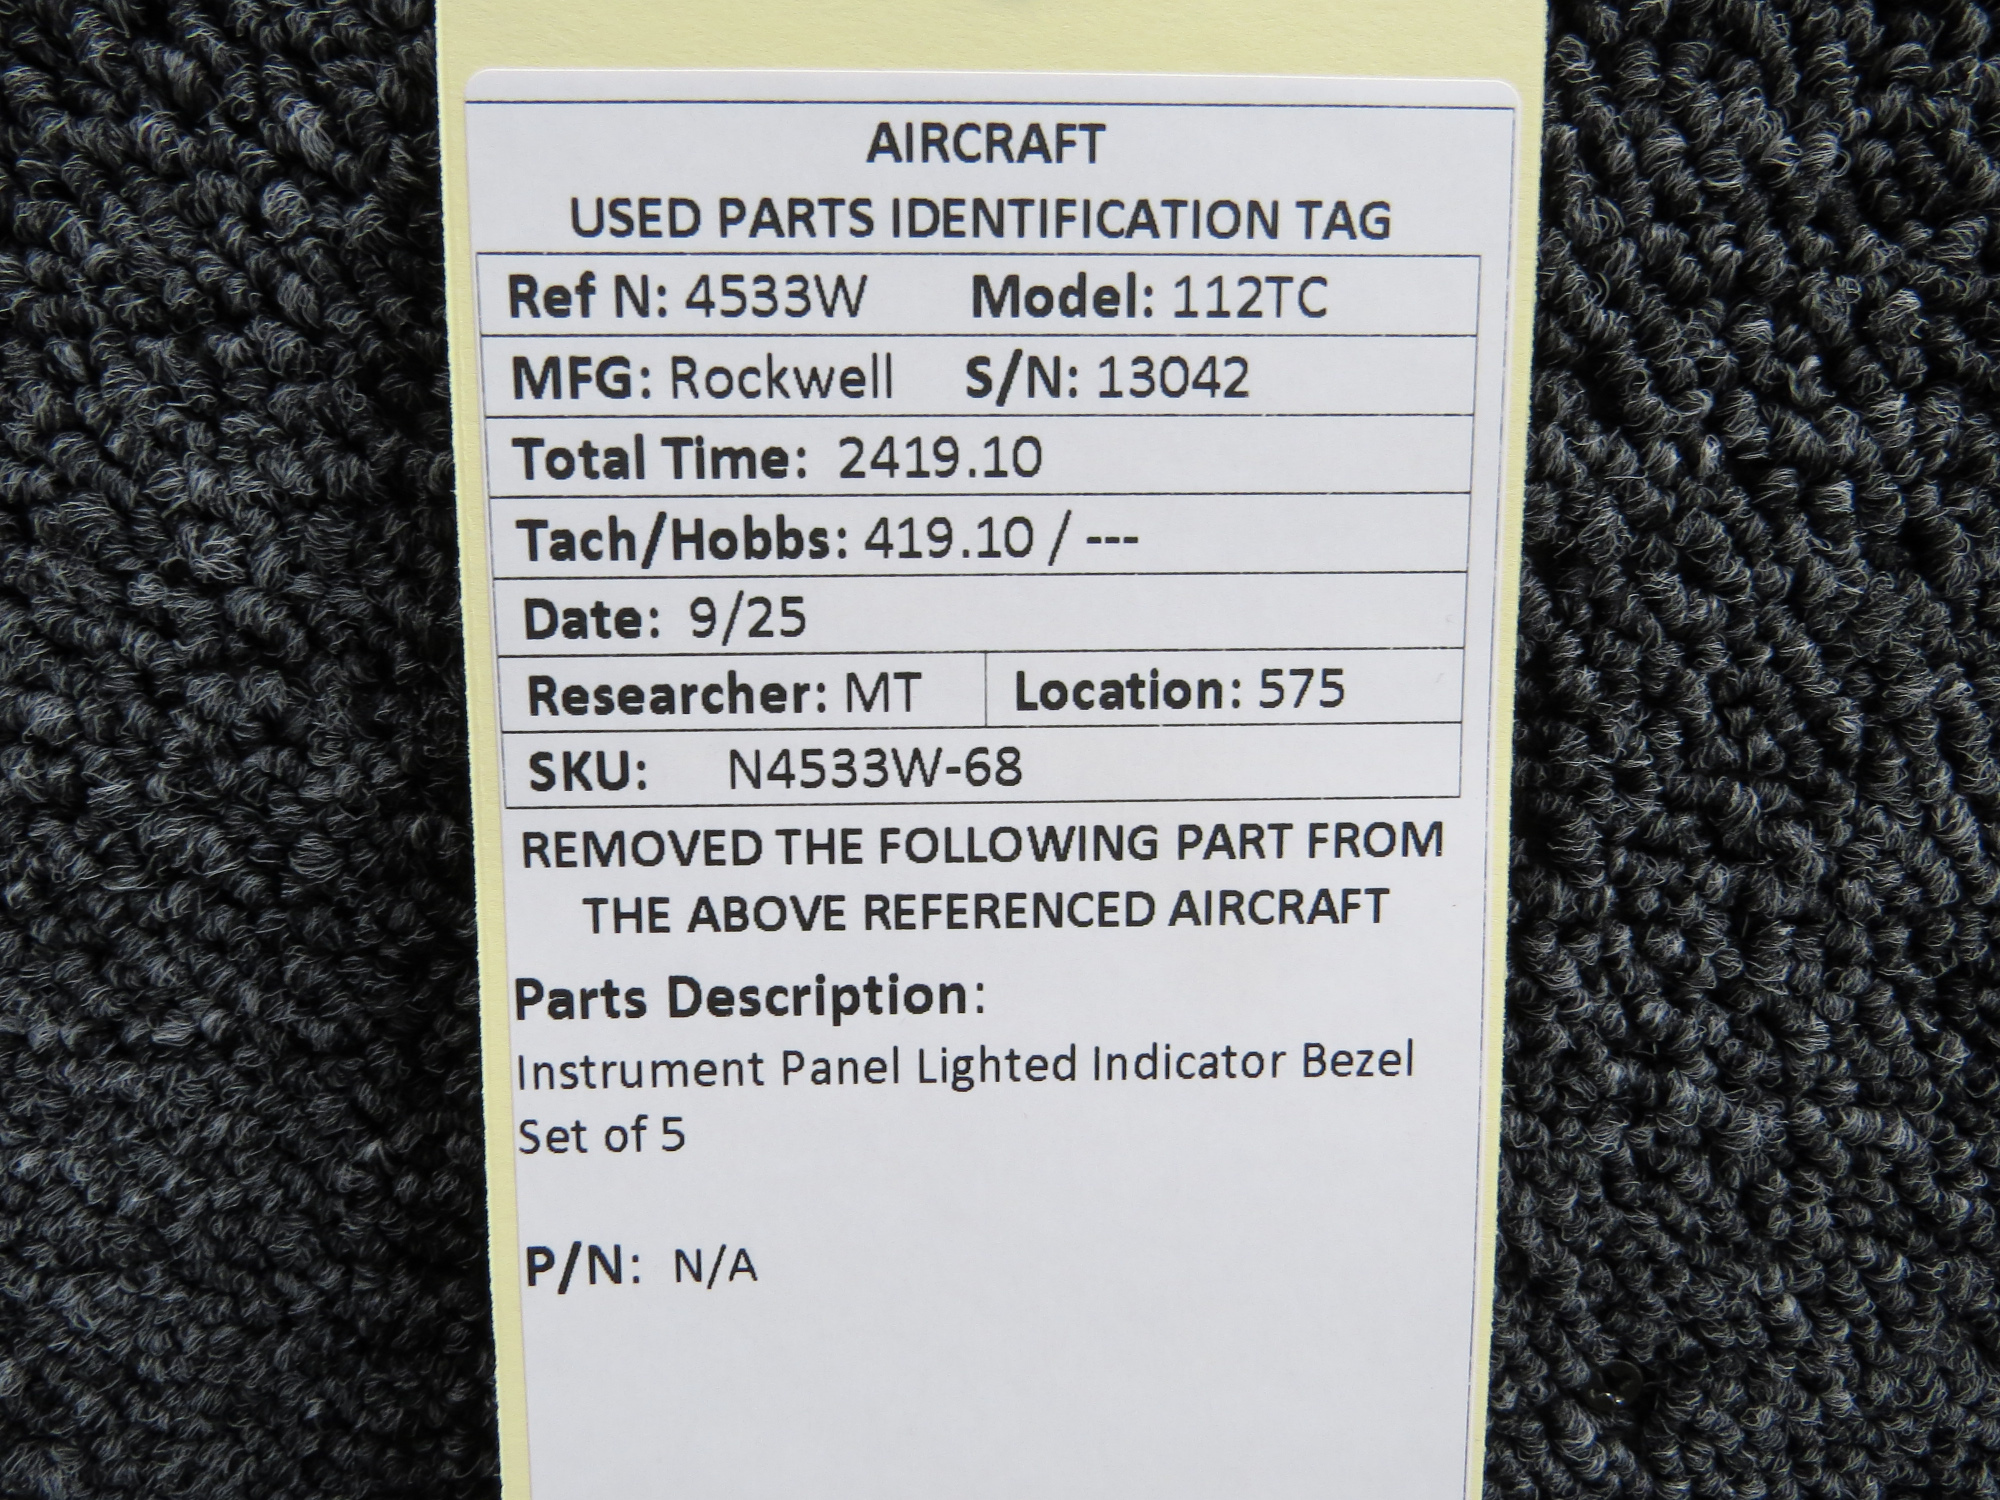 AIRCRAFT
USED PARTS IDENTIFICATION TAG
Ref N: 4533W Model: 112TC
MFG: Rockwell S/N: 13042
Total Time: 2419.10
Tach/Hobbs: 419.10 / ---
Date: 9/25
Researcher: MT Location: 575
SKU: N4533W-68
REMOVED THE FOLLOWING PART FROM
THE ABOVE REFERENCED AIRCRAFT
Parts Description:
Instrument Panel Lighted Indicator Bezel
Set of 5
P/N: N/A